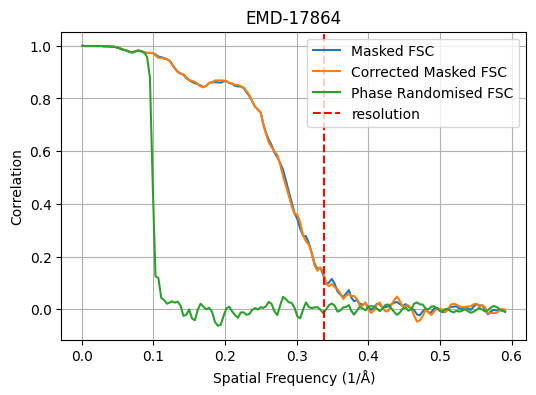 EMD-17864
Masked FSC
Corrected Masked FSC
Phase Randomised FSC
resolution
Correlation
1.0
0.8
0.6
0.4
0.2
0.0
0.0 0.1 0.2 0.3 0.4 0.5 0.6
Spatial Frequency (1/Å)